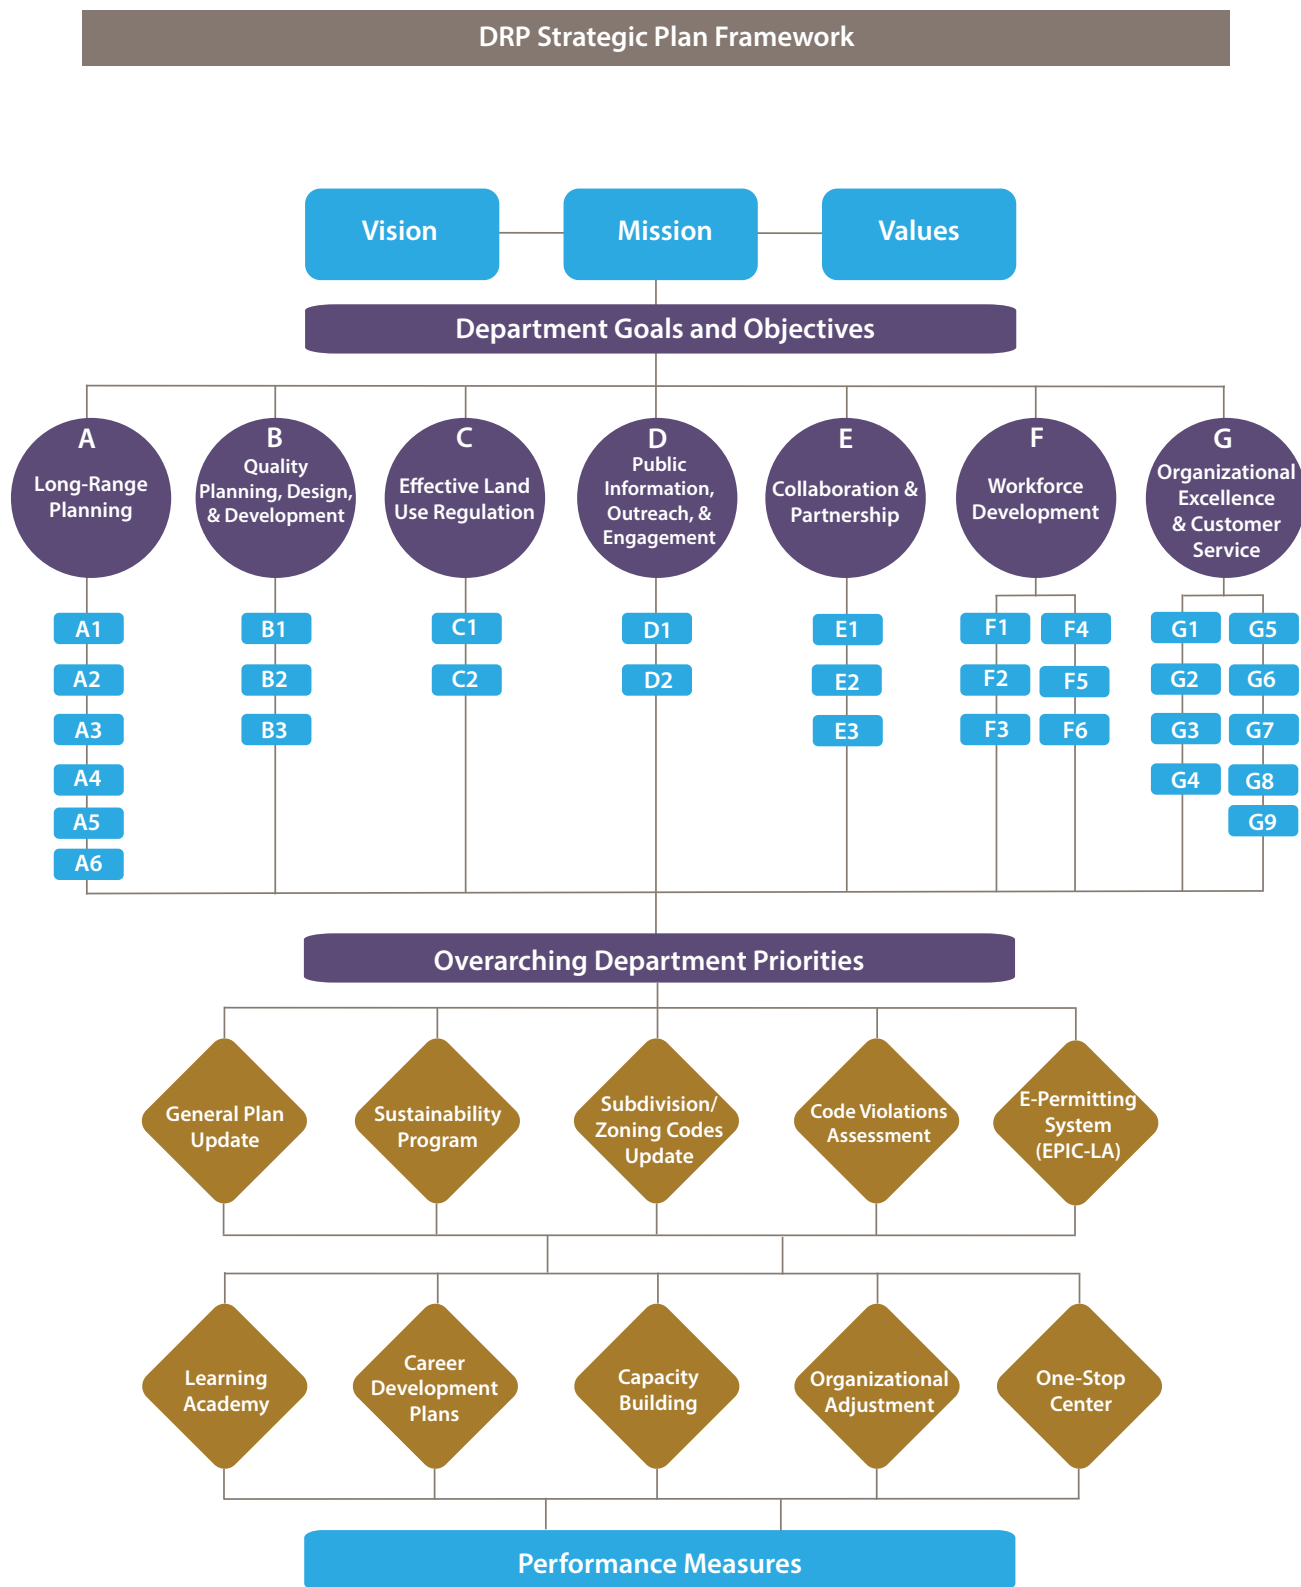 DRP Strategic Plan Framework
Vision
Mission
Values
Department Goals and Objectives
A
Long-Range
Planning
B
Quality
Planning, Design,
& Development
C
Effective Land
Use Regulation
D
Public
Information,
Outreach, &
Engagement
E
Collaboration &
Partnership
F
Workforce
Development
G
Organizational
Excellence
& Customer
Service
A1
A2
A3
A4
A5
A6
B1
B2
B3
C1
C2
D1
D2
E1
E2
E3
F1
F2
F3
F4
F5
F6
G1
G2
G3
G4
G5
G6
G7
G8
G9
Overarching Department Priorities
General Plan
Update
Sustainability
Program
Subdivision/
Zoning Codes
Update
Code Violations
Assessment
E-Permitting
System
(EPIC-LA)
Learning
Academy
Career
Development
Plans
Capacity
Building
Organizational
Adjustment
One-Stop
Center
Performance Measures